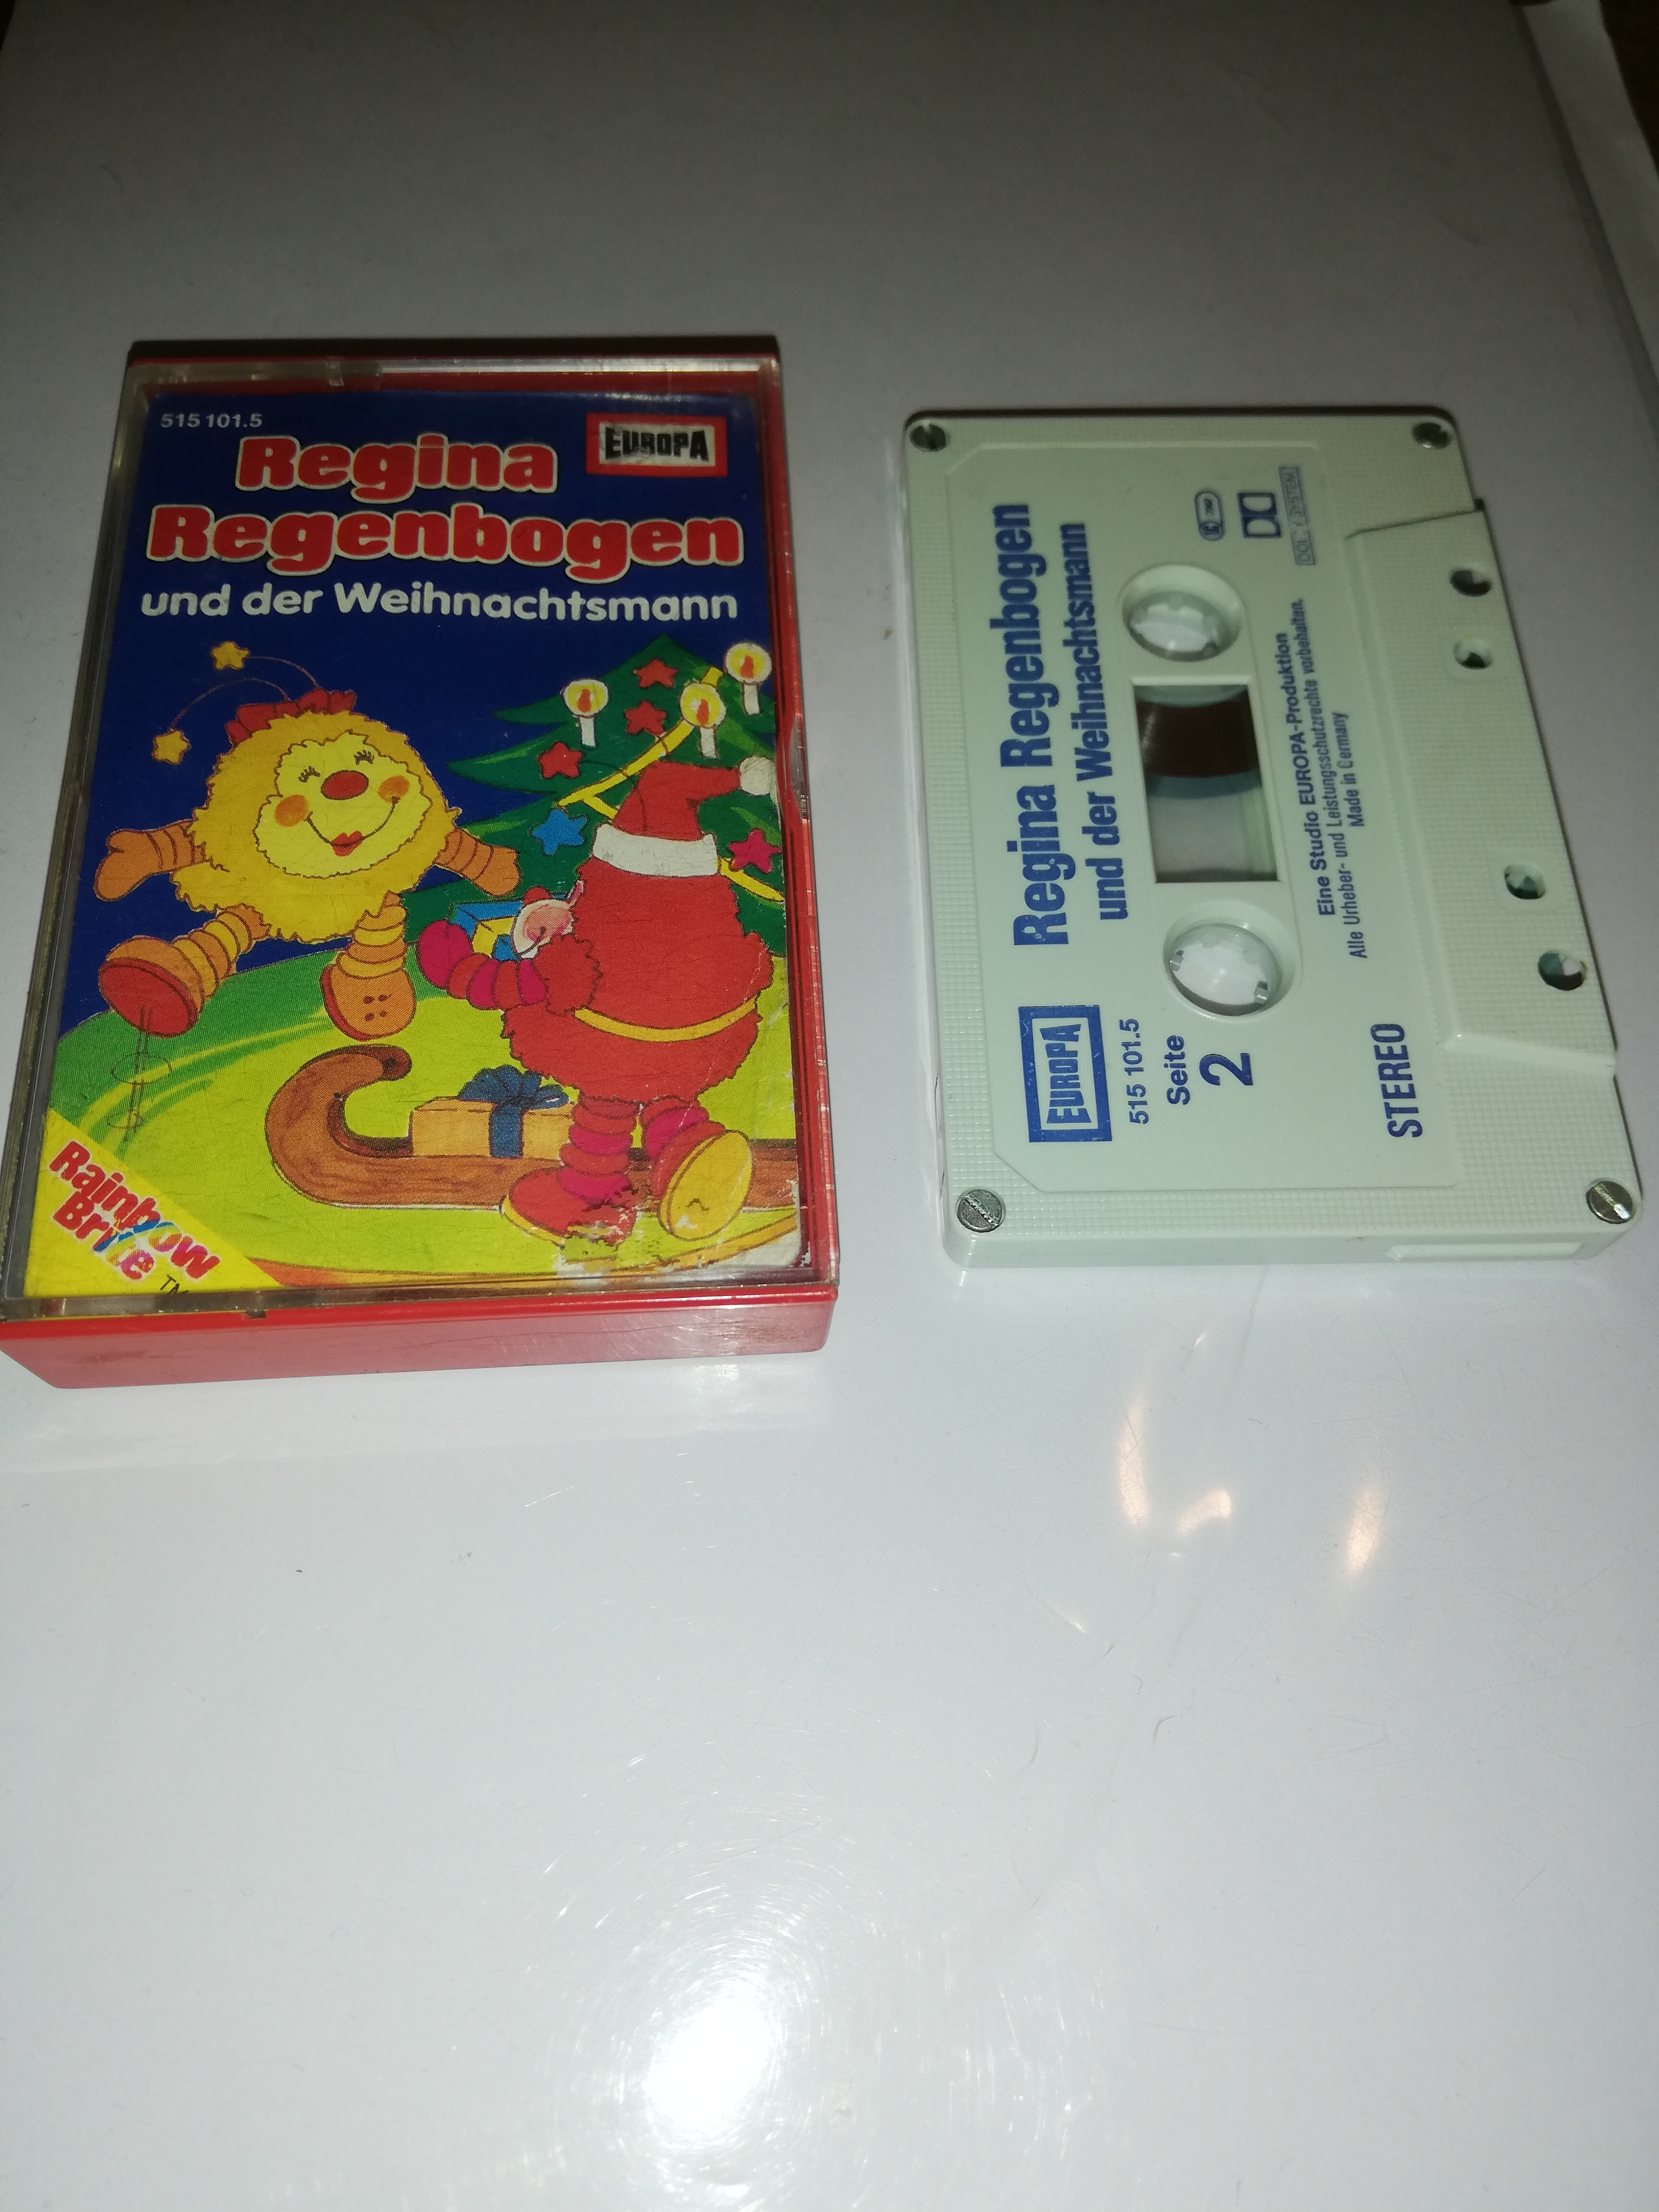 515 101.5
EUROPA
Regina
Regenbogen
und der Weihnachtsmann
Rainbow
Brite
TM
Regina Regenbogen
und der Weihnachtsmann
EUROPA
515 101.5
Seite
2
SYSTEM
Eine Studio EUROPA-Produktion
Alle Urheber- und Leistungsschutzrechte vorbehalten.
Made in Germany
STEREO